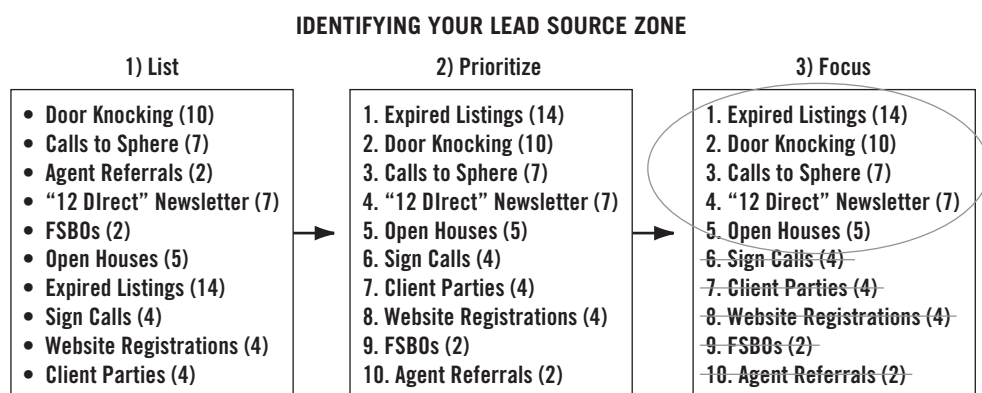 IDENTIFYING YOUR LEAD SOURCE ZONE
1) List
• Door Knocking (10)
• Calls to Sphere (7)
• Agent Referrals (2)
• “12 DIrect” Newsletter (7)
• FSBOs (2)
• Open Houses (5)
• Expired Listings (14)
• Sign Calls (4)
• Website Registrations (4)
• Client Parties (4)
2) Prioritize
1. Expired Listings (14)
2. Door Knocking (10)
3. Calls to Sphere (7)
4. “12 DIrect” Newsletter (7)
5. Open Houses (5)
6. Sign Calls (4)
7. Client Parties (4)
8. Website Registrations (4)
9. FSBOs (2)
10. Agent Referrals (2)
3) Focus
1. Expired Listings (14)
2. Door Knocking (10)
3. Calls to Sphere (7)
4. “12 Direct” Newsletter (7)
5. Open Houses (5)
6. Sign Calls (4)
7. Client Parties (4)
8. Website Registrations (4)
9. FSBOs (2)
10. Agent Referrals (2)